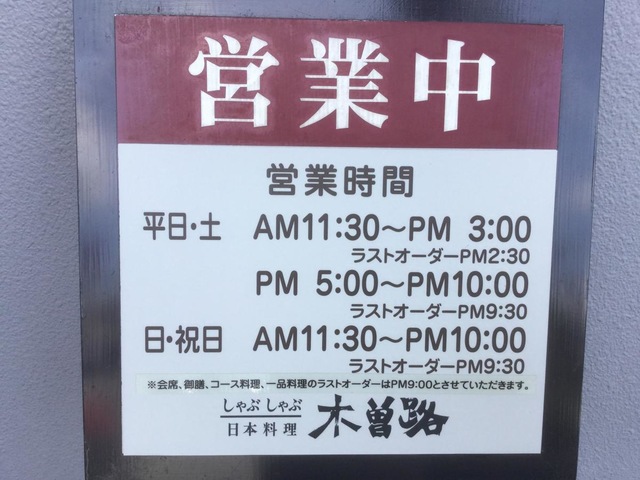 営業中
営業時間
平日・土 AM11:30～PM 3:00
ラストオーダーPM2:30
PM 5:00～PM10:00
ラストオーダーPM9:30
日・祝日 AM11:30～PM10:00
ラストオーダーPM9:30
※会席、御膳、コース料理、一品料理のラストオーダーはPM9:00とさせていただきます。
しゃぶしゃぶ
日本料理
木曽路